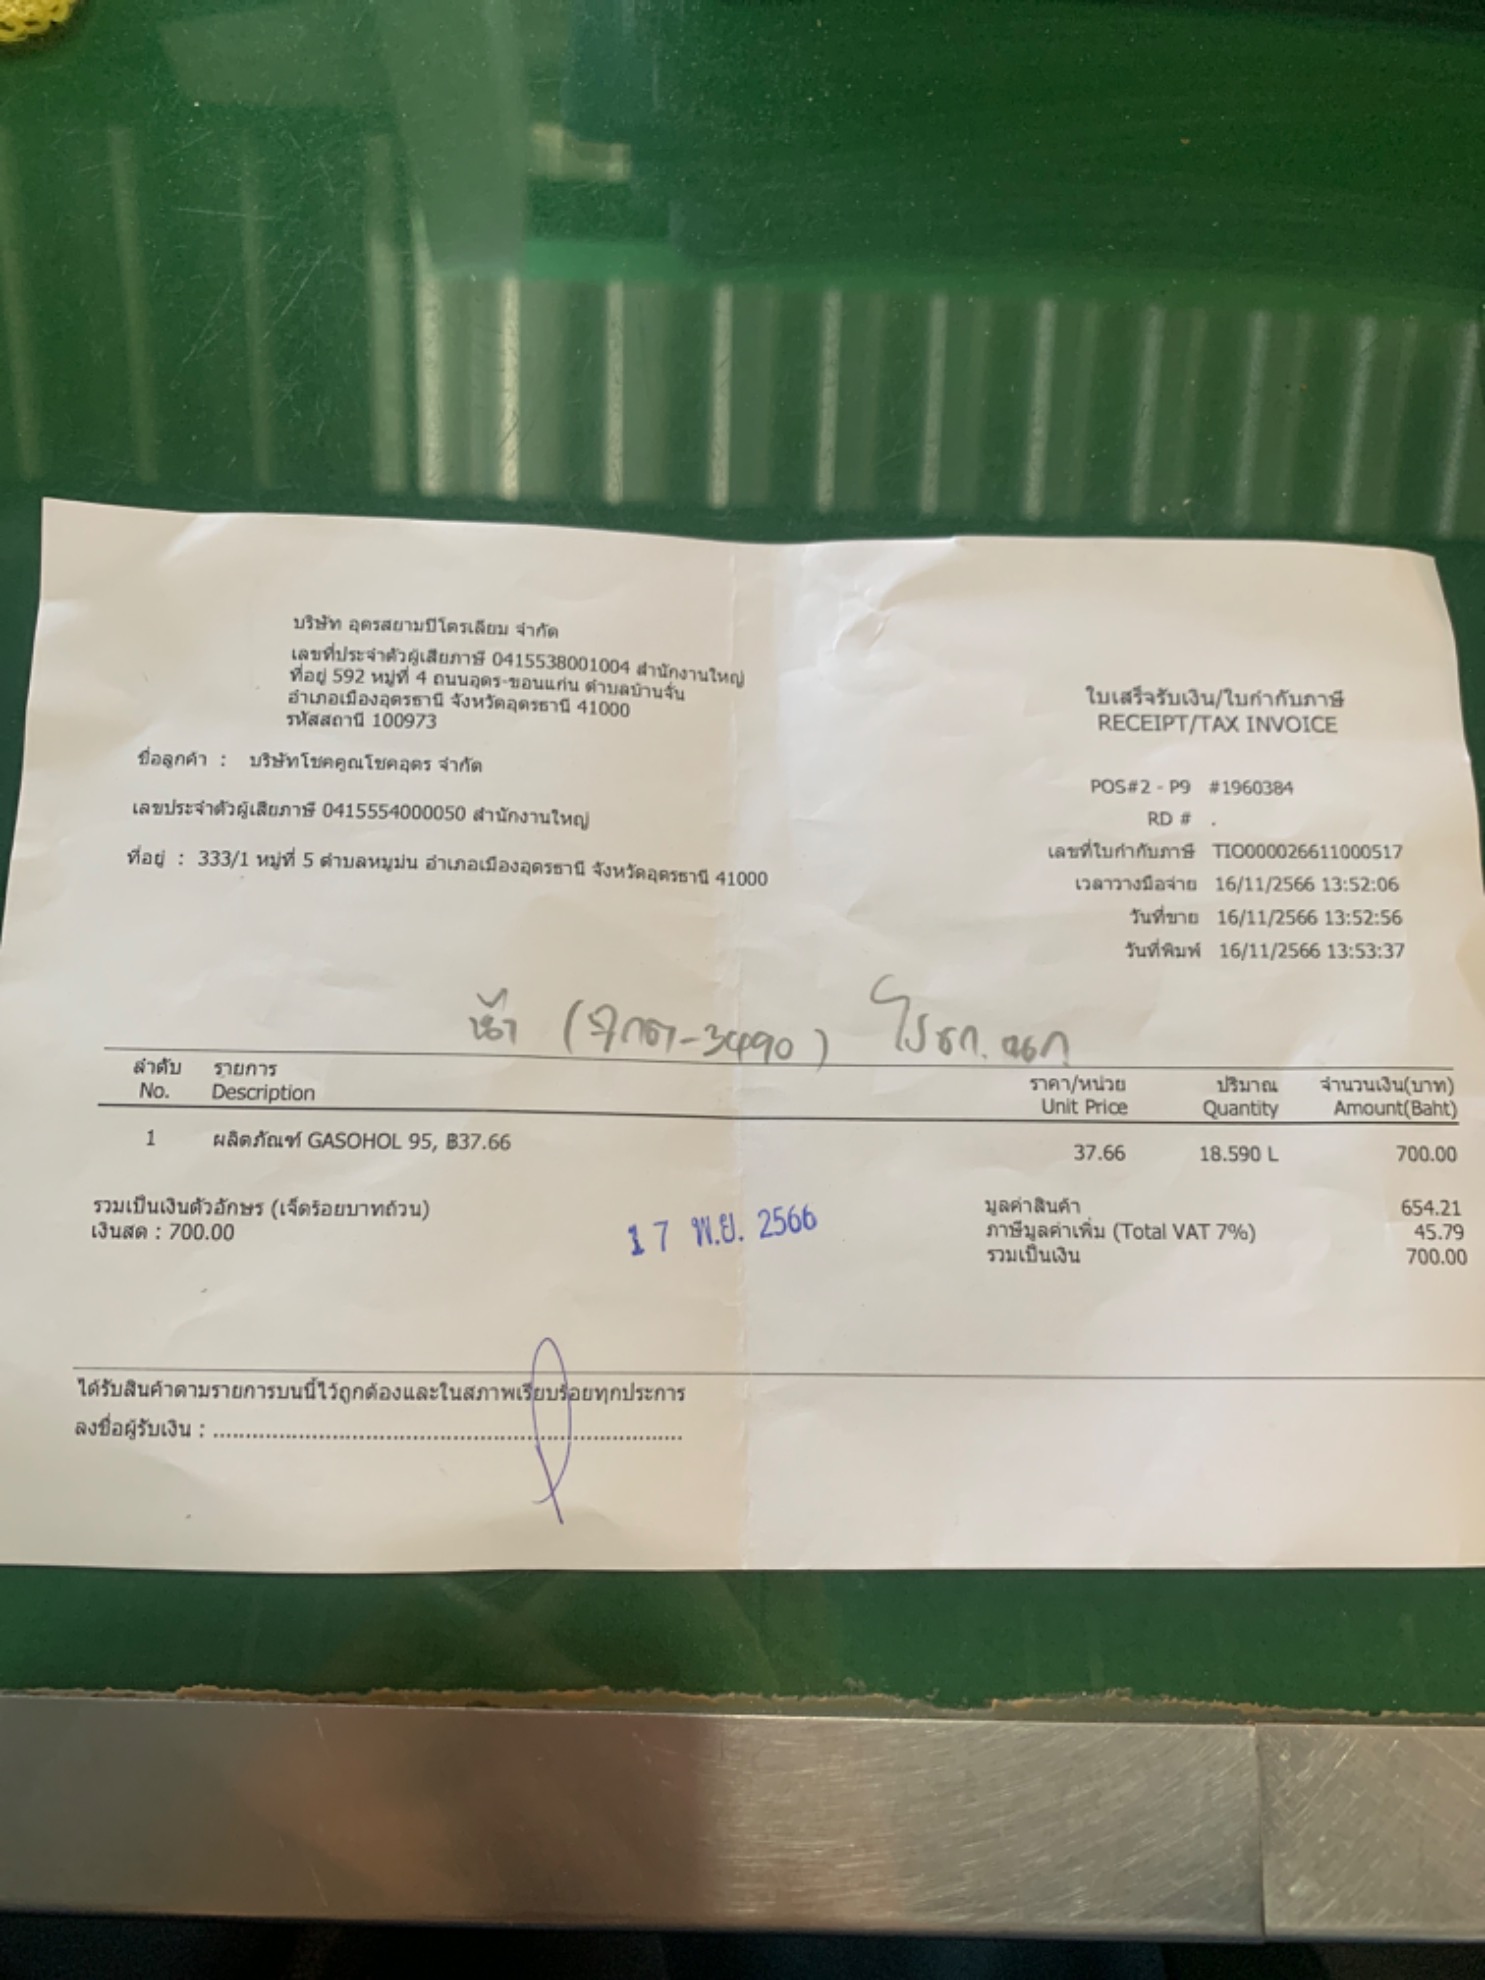 บริษัท อุดรสยามปิโตรเลียม จำกัด
เลขที่ประจำตัวผู้เสียภาษี 0415538001004 สำนักงานใหญ่
ที่อยู่ 592 หมู่ที่ 4 ถนนอุดร-ขอนแก่น ตำบลบ้านจั่น
อำเภอเมืองอุดรธานี จังหวัดอุดรธานี 41000
รหัสสถานี 100973
ชื่อลูกค้า : บริษัทโชคคูณโชคอุดร จำกัด
เลขประจำตัวผู้เสียภาษี 0415554000050 สำนักงานใหญ่
ที่อยู่ : 333/1 หมู่ที่ 5 ตำบลหมูม่น อำเภอเมืองอุดรธานี จังหวัดอุดรธานี 41000
ใบเสร็จรับเงิน/ใบกำกับภาษี
RECEIPT/TAX INVOICE
POS#2 - P9 #1960384
RD # .
เลขที่ใบกำกับภาษี TIO000026611000517
เวลาวางมือจ่าย 16/11/2566 13:52:06
วันที่ขาย 16/11/2566 13:52:56
วันที่พิมพ์ 16/11/2566 13:53:37
ลำดับ รายการ ราคา/หน่วย ปริมาณ จำนวนเงิน(บาท)
No. Description Unit Price Quantity Amount(Baht)
1 ผลิตภัณฑ์ GASOHOL 95, ฿37.66 37.66 18.590 L 700.00
รวมเป็นเงินตัวอักษร (เจ็ดร้อยบาทถ้วน)
เงินสด : 700.00
17 พ.ย. 2566
มูลค่าสินค้า 654.21
ภาษีมูลค่าเพิ่ม (Total VAT 7%) 45.79
รวมเป็นเงิน 700.00
ได้รับสินค้าตามรายการบนนี้ไว้ถูกต้องและในสภาพเรียบร้อยทุกประการ
ลงชื่อผู้รับเงิน :